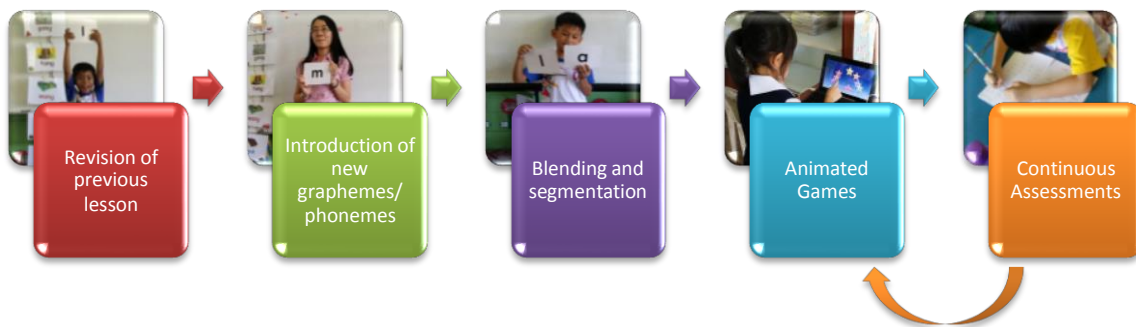 l
m
l a
Revision of
previous
lesson
Introduction of
new
graphemes/
phonemes
Blending and
segmentation
Animated
Games
Continuous
Assessments